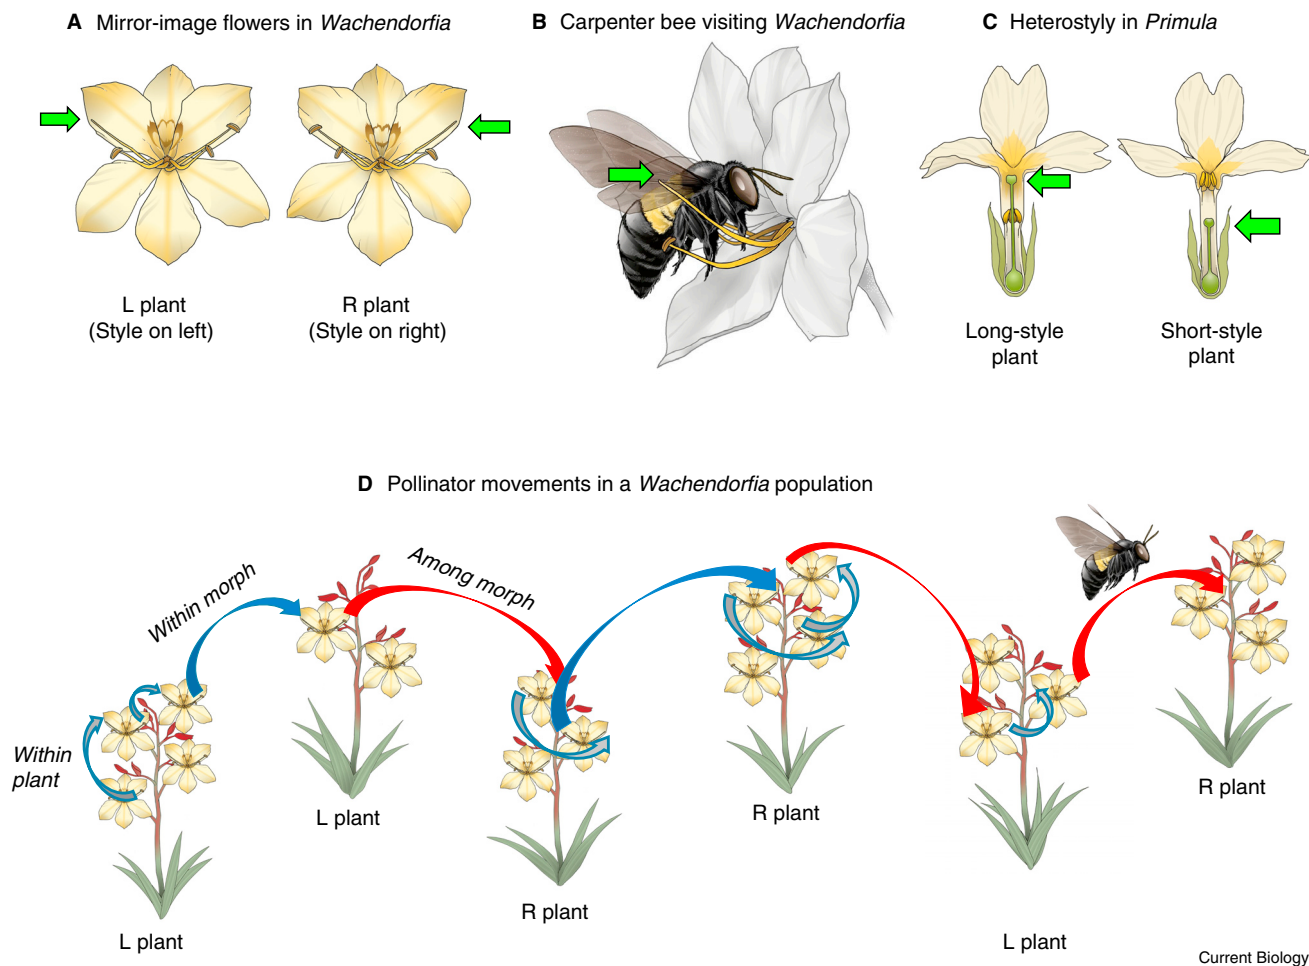 A Mirror-image flowers in Wachendorfia
B Carpenter bee visiting Wachendorfia
C Heterostyly in Primula
L plant
(Style on left)
R plant
(Style on right)
Long-style
plant
Short-style
plant
D Pollinator movements in a Wachendorfia population
Within morph
Among morph
Within
plant
L plant
L plant
R plant
R plant
L plant
R plant
Current Biology